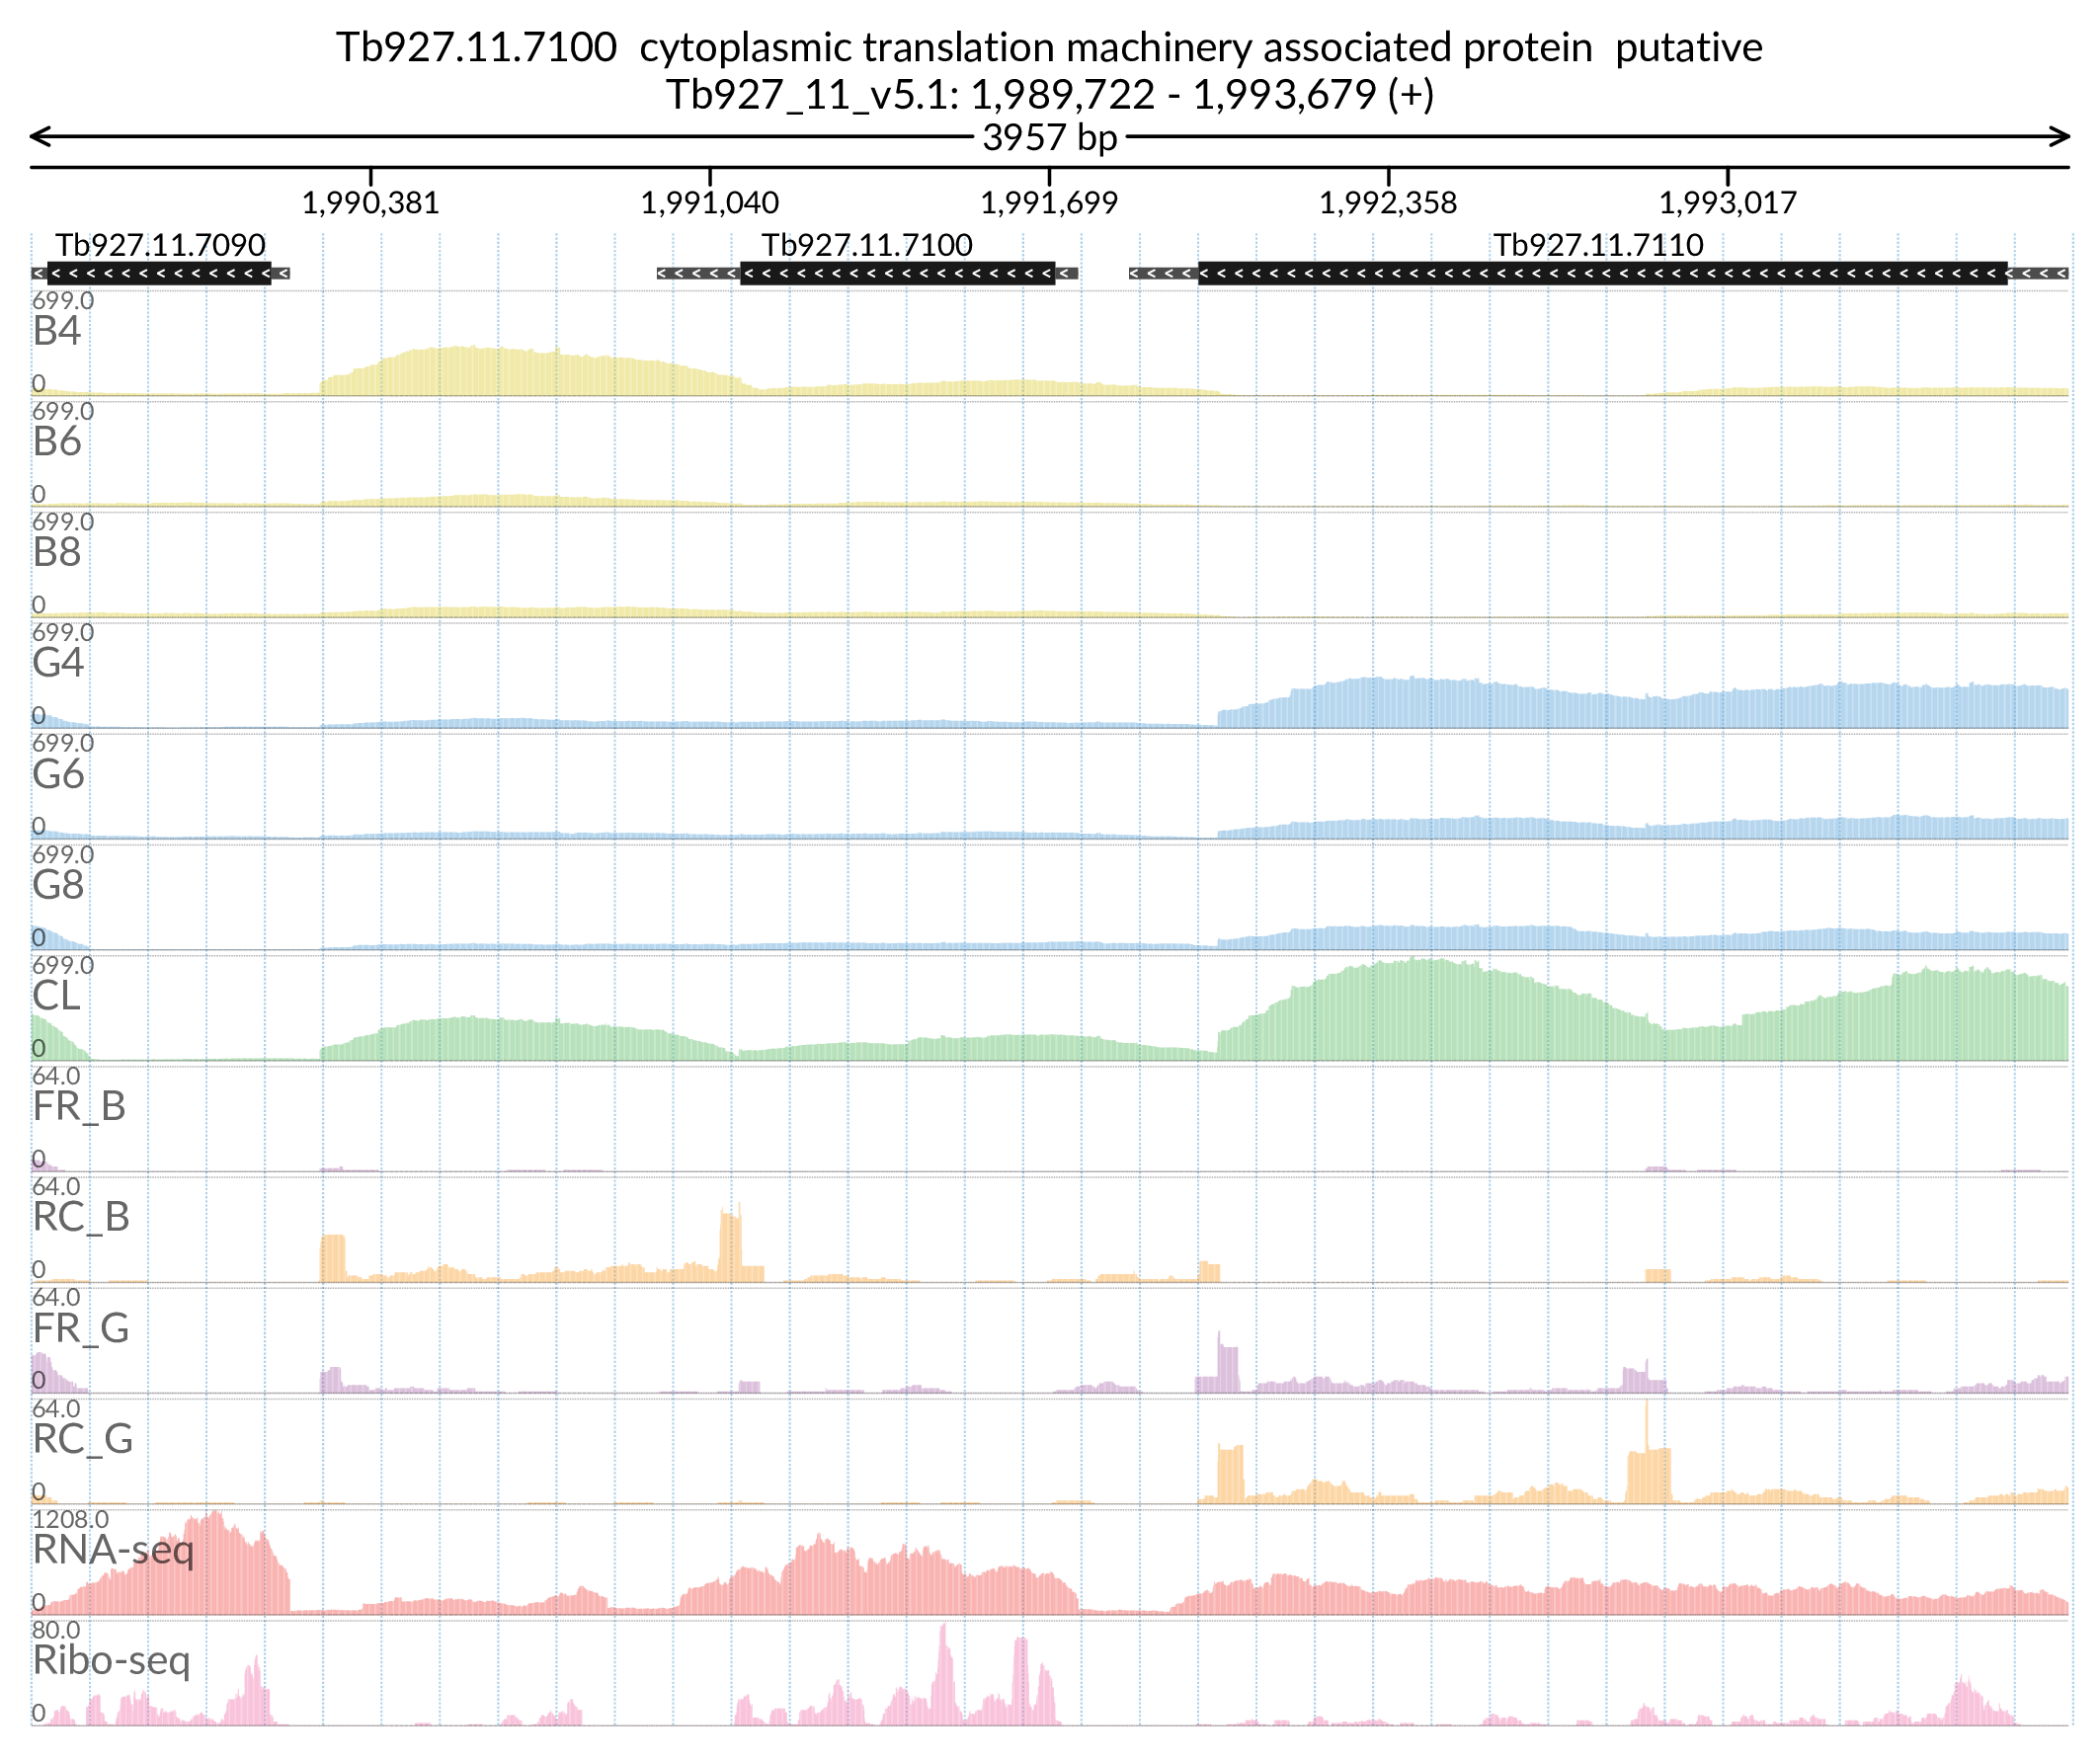 Tb927.11.7100  cytoplasmic translation machinery associated protein  putative
Tb927_11_v5.1: 1,989,722 - 1,993,679 (+)
3957 bp
1,990,381 1,991,040 1,991,699 1,992,358 1,993,017
Tb927.11.7090 Tb927.11.7100 Tb927.11.7110
699.0
B4
0
699.0
B6
0
699.0
B8
0
699.0
G4
0
699.0
G6
0
699.0
G8
0
699.0
CL
0
64.0
FR_B
0
64.0
RC_B
0
64.0
FR_G
0
64.0
RC_G
0
1208.0
RNA-seq
0
80.0
Ribo-seq
0